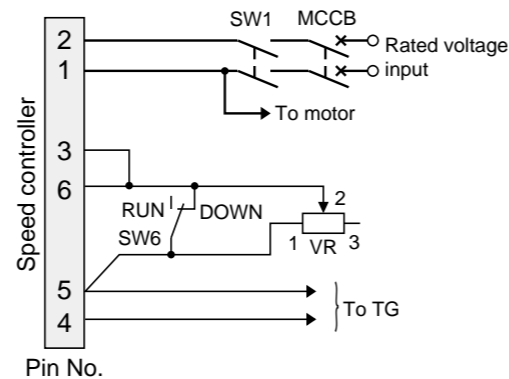 SW1 MCCB
2
Rated voltage
1
input
To motor
Speed controller
3
6
2
RUN DOWN
SW6
1 VR 3
5
To TG
4
Pin No.